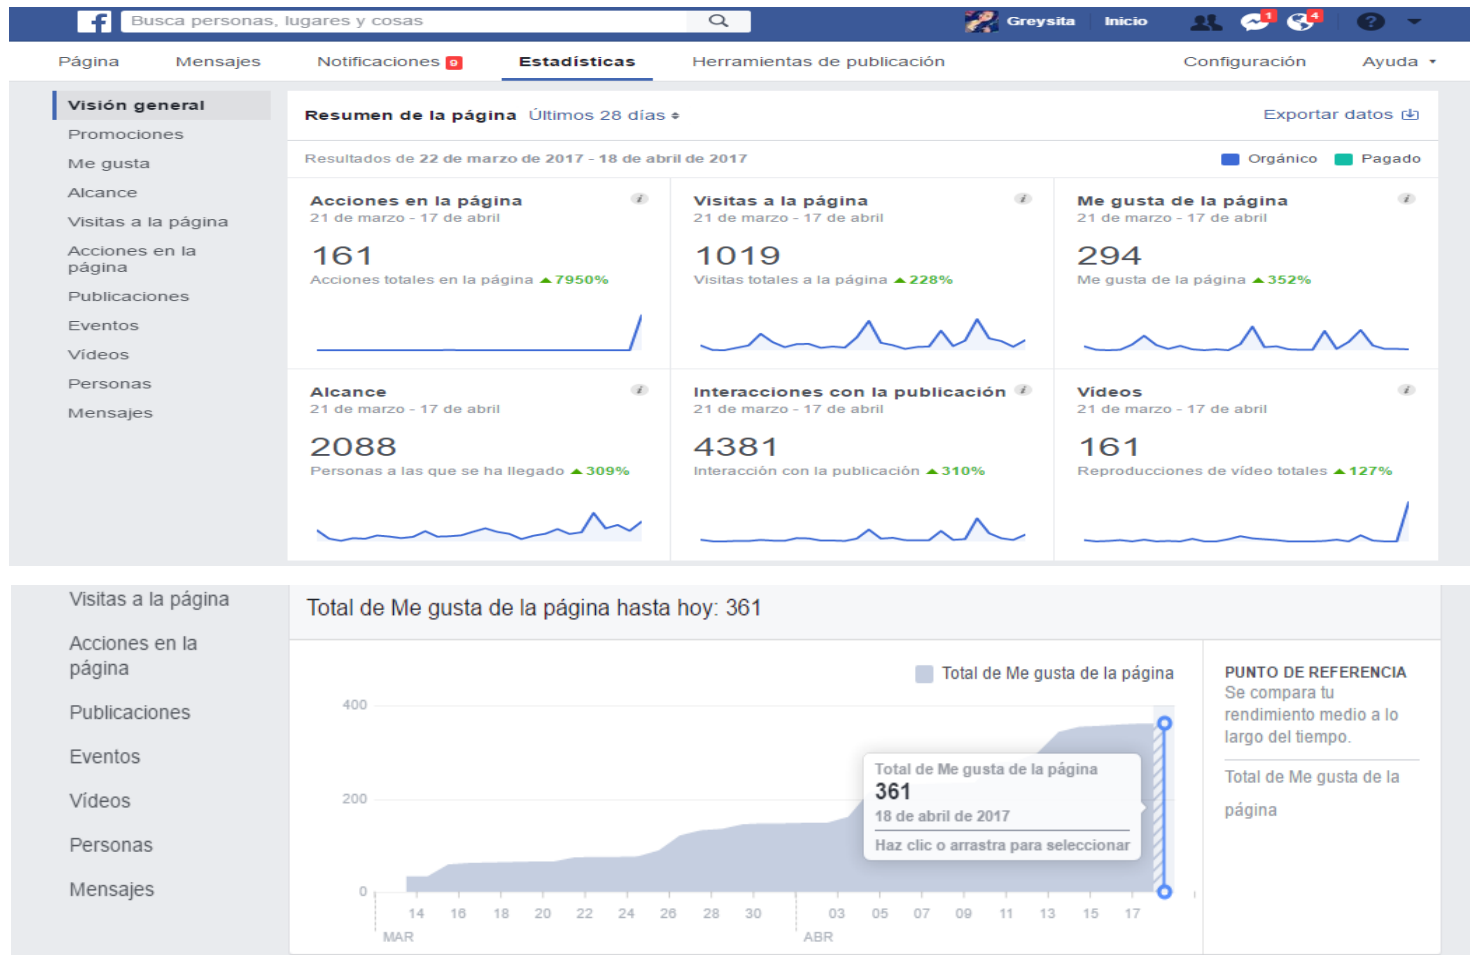 f Busca personas, lugares y cosas Greysita Inicio 1 4 ?
Página Mensajes Notificaciones 9 Estadísticas Herramientas de publicación Configuración Ayuda
Visión general
Promociones
Me gusta
Alcance
Visitas a la página
Acciones en la
página
Publicaciones
Eventos
Vídeos
Personas
Mensajes
Resumen de la página Últimos 28 días Exportar datos
Resultados de 22 de marzo de 2017 - 18 de abril de 2017 Orgánico Pagado
Acciones en la página i
21 de marzo - 17 de abril
161
Acciones totales en la página ▲7950%
Visitas a la página i
21 de marzo - 17 de abril
1019
Visitas totales a la página ▲228%
Me gusta de la página i
21 de marzo - 17 de abril
294
Me gusta de la página ▲352%
Alcance i
21 de marzo - 17 de abril
2088
Personas a las que se ha llegado ▲309%
Interacciones con la publicación i
21 de marzo - 17 de abril
4381
Interacción con la publicación ▲310%
Vídeos i
21 de marzo - 17 de abril
161
Reproducciones de vídeo totales ▲127%
Visitas a la página
Acciones en la
página
Publicaciones
Eventos
Vídeos
Personas
Mensajes
Total de Me gusta de la página hasta hoy: 361
Total de Me gusta de la página
400
200
0
14 16 18 20 22 24 26 28 30 03 05 07 09 11 13 15 17
MAR ABR
Total de Me gusta de la página
361
18 de abril de 2017
Haz clic o arrastra para seleccionar
PUNTO DE REFERENCIA
Se compara tu
rendimiento medio a lo
largo del tiempo.
Total de Me gusta de la
página